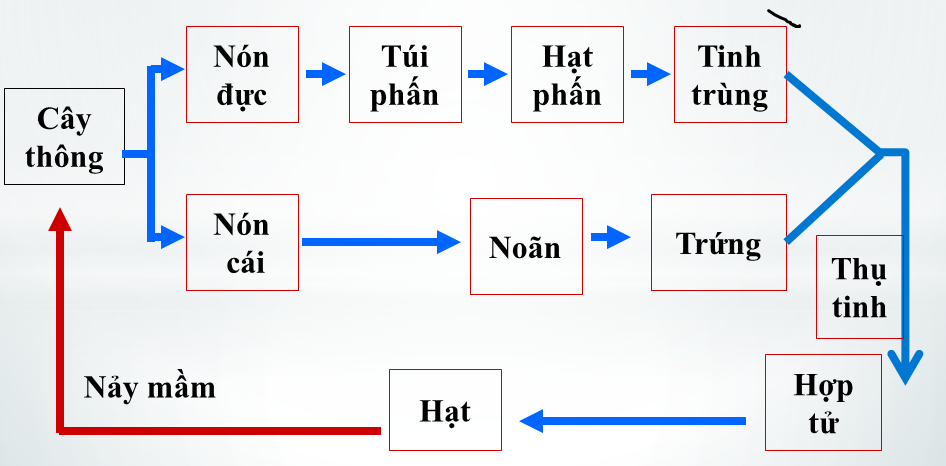 Cây
thông
Nón
đực
Túi
phấn
Hạt
phấn
Tinh
trùng
Nón
cái
Noãn
Trứng
Thụ
tinh
Hợp
tử
Hạt
Nảy mầm